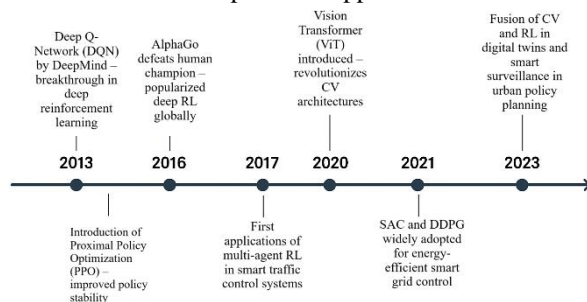 Deep Q-
Network (DQN)
by DeepMind –
breakthrough in
deep
reinforcement
learning
AlphaGo
defeats human
champion –
popularized
deep RL
globally
Vision
Transformer
(ViT)
introduced –
revolutionizes
CV
architectures
Fusion of CV
and RL in
digital twins and
smart
surveillance in
urban policy
planning
2013
2016
2017
2020
2021
2023
Introduction of
Proximal Policy
Optimization
(PPO) –
improved policy
stability
First
applications of
multi-agent RL
in smart traffic
control systems
SAC and DDPG
widely adopted
for energy-
efficient smart
grid control